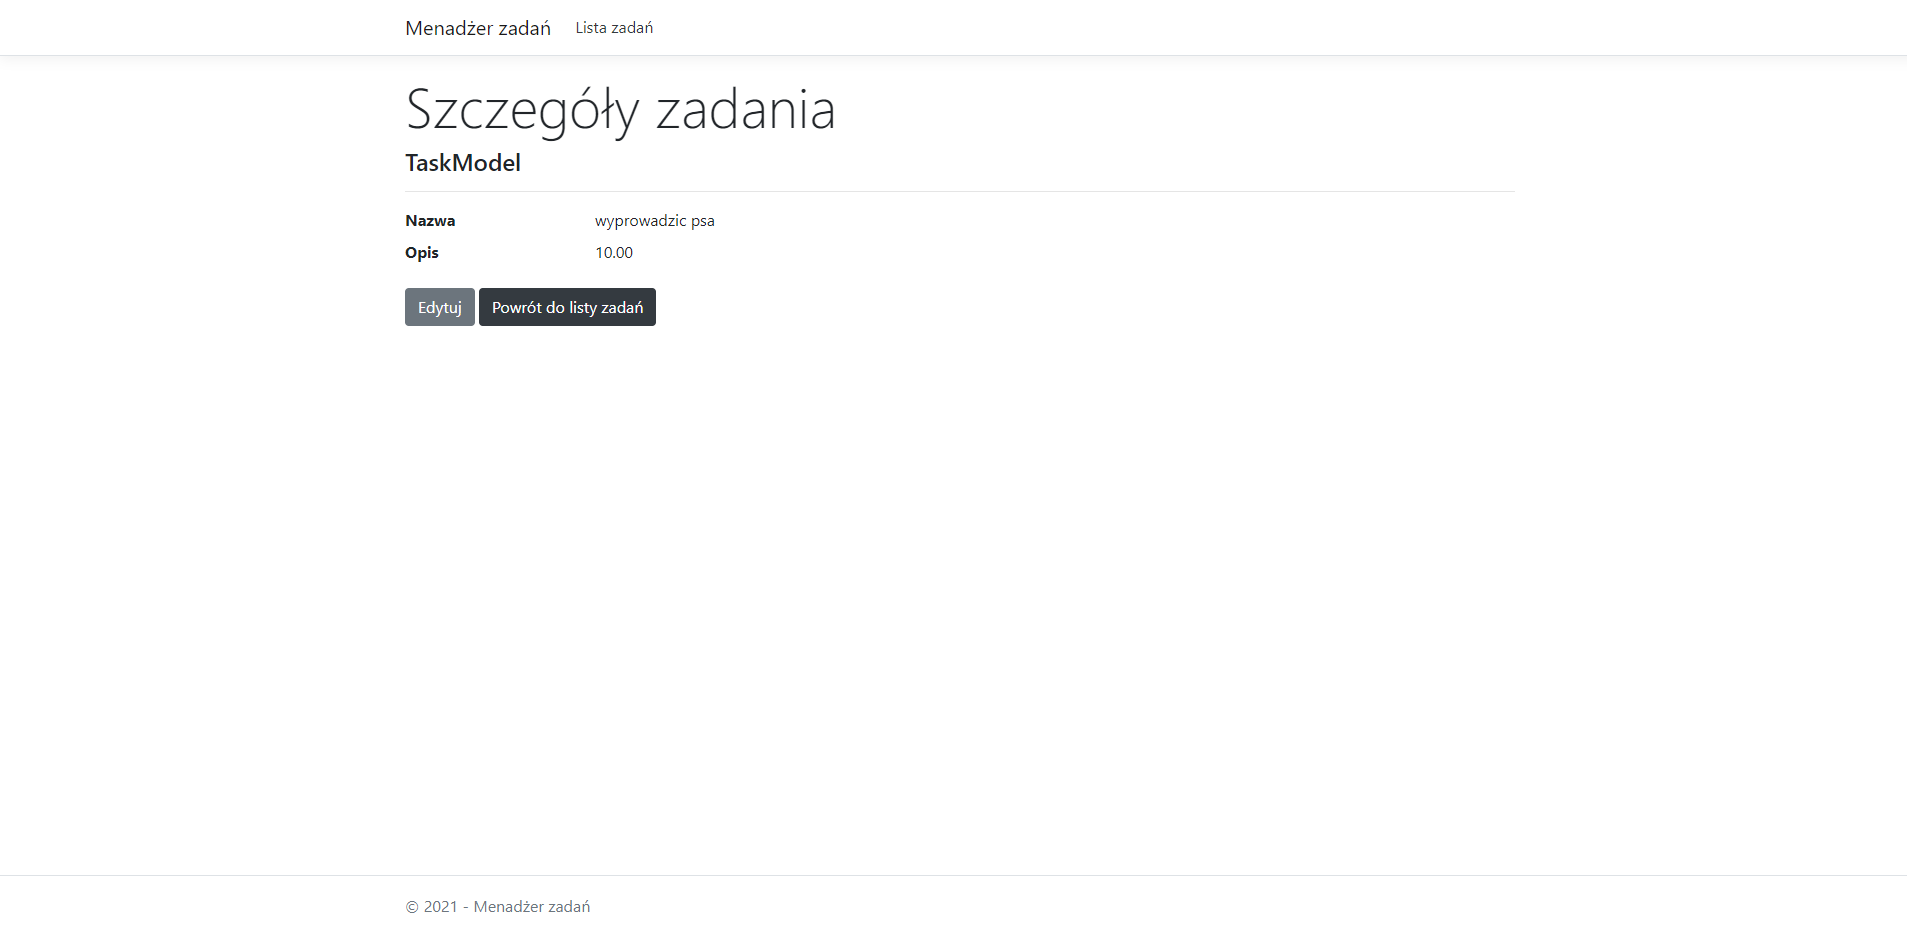 Menadżer zadań Lista zadań
Szczegóły zadania
TaskModel
Nazwa wyprowadzic psa
Opis 10.00
Edytuj Powrót do listy zadań
© 2021 - Menadżer zadań